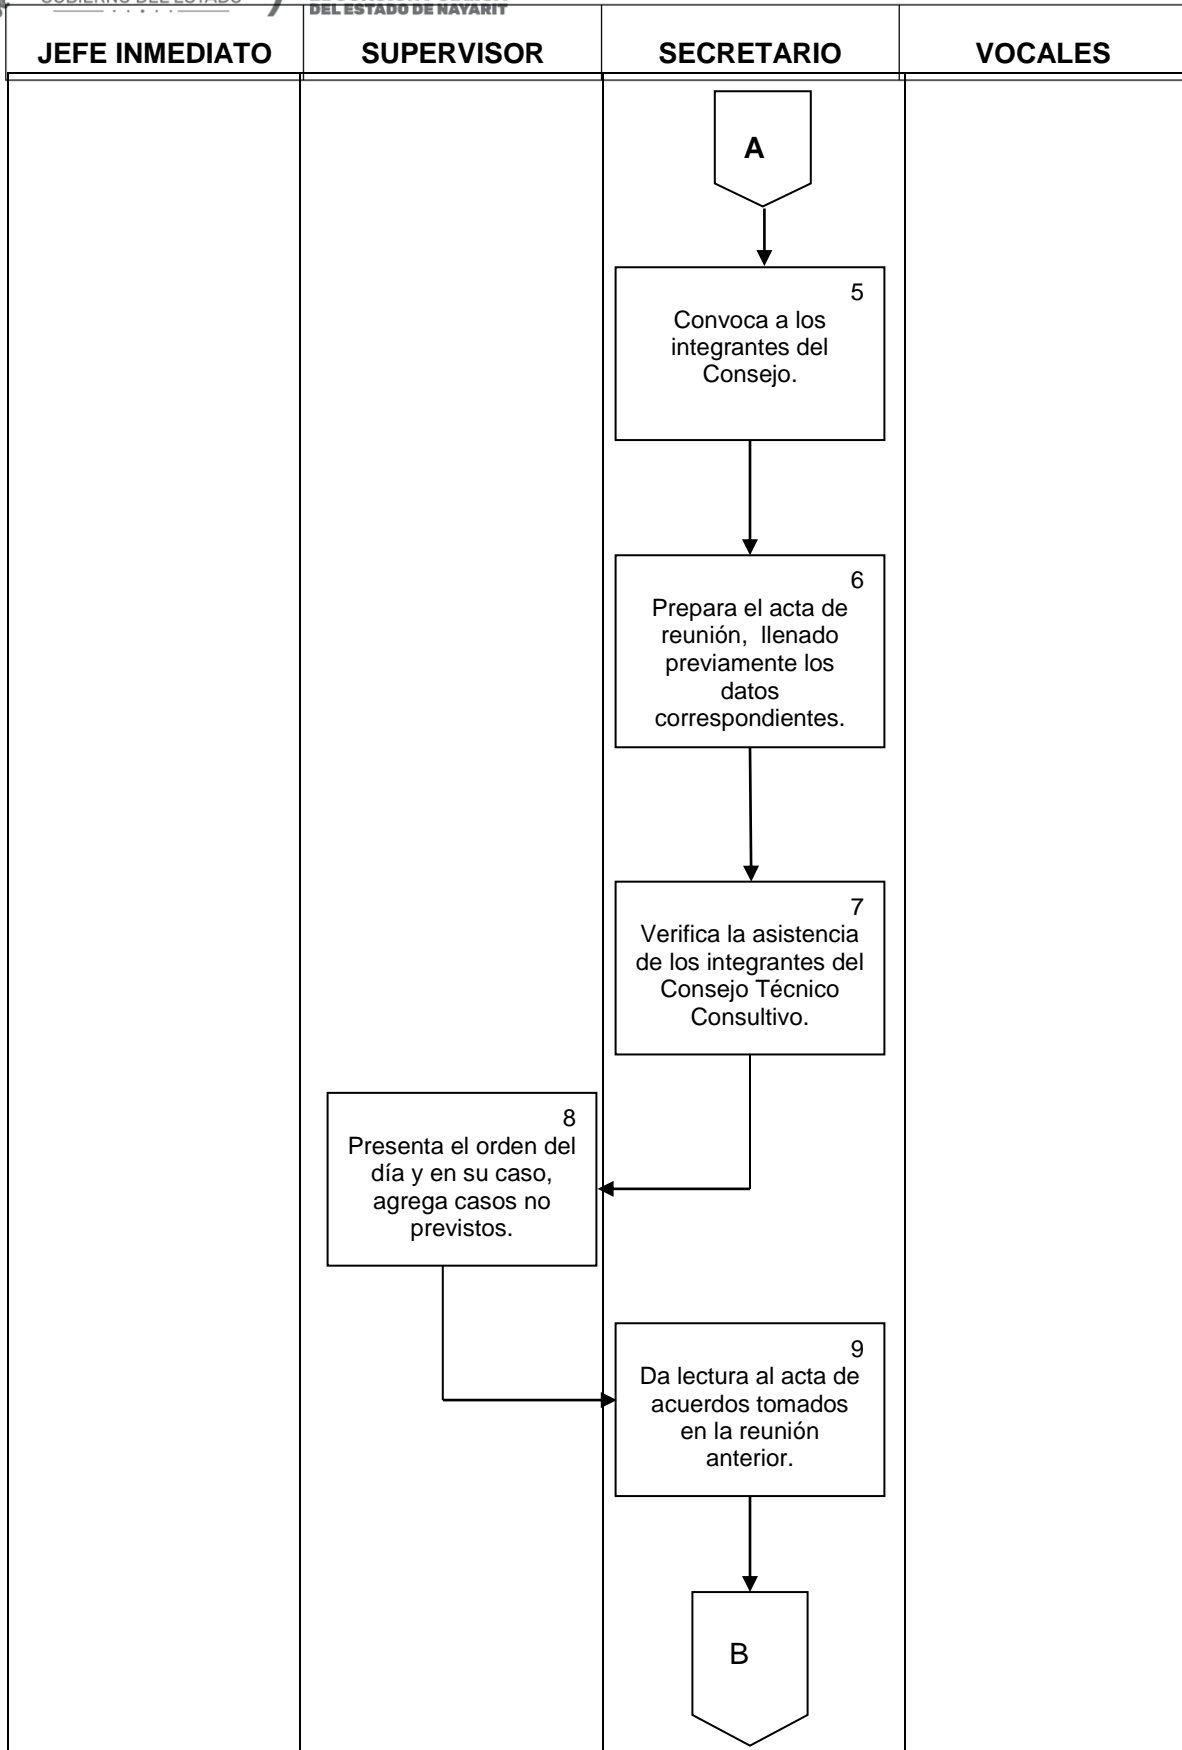 GOBIERNO DEL ESTADO
DEL ESTADO DE NAYARIT
JEFE INMEDIATO
SUPERVISOR
SECRETARIO
VOCALES
A
5
Convoca a los
integrantes del
Consejo.
6
Prepara el acta de
reunión, llenado
previamente los
datos
correspondientes.
7
Verifica la asistencia
de los integrantes del
Consejo Técnico
Consultivo.
8
Presenta el orden del
día y en su caso,
agrega casos no
previstos.
9
Da lectura al acta de
acuerdos tomados
en la reunión
anterior.
B